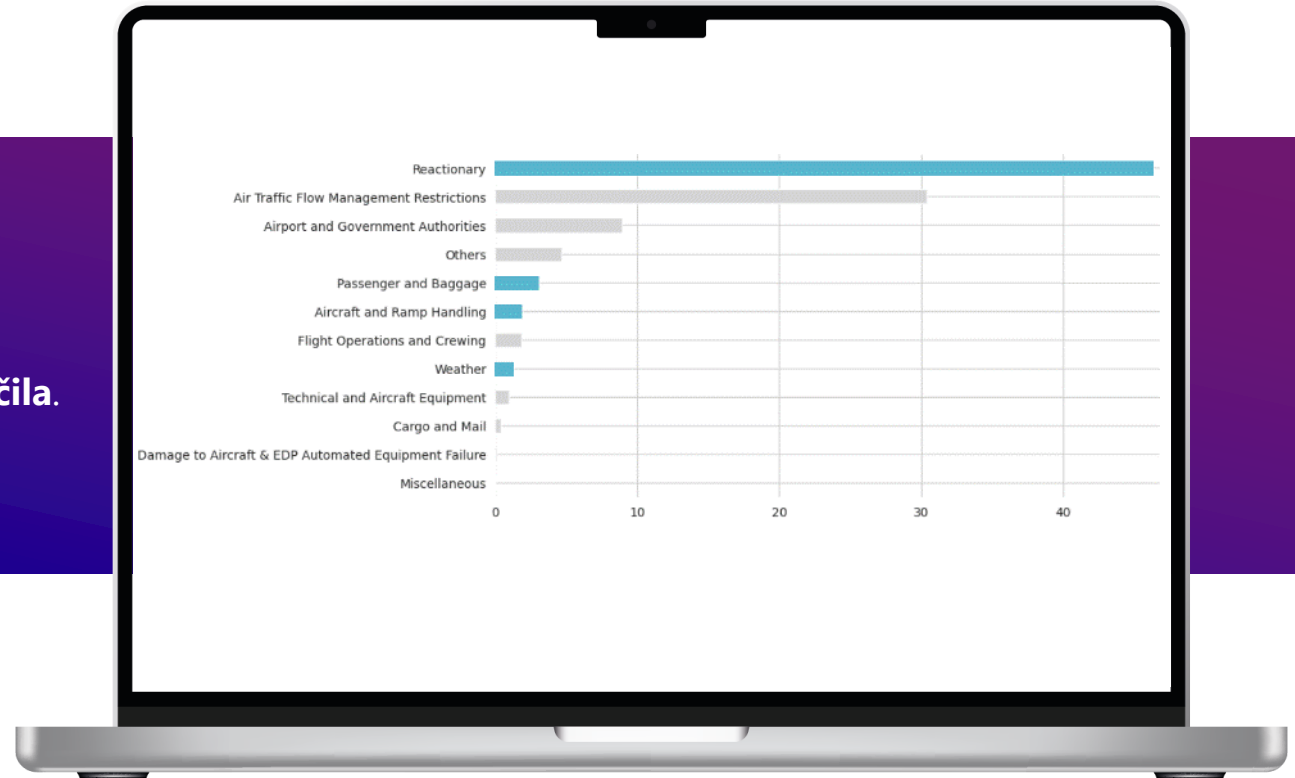 Reactionary
Air Traffic Flow Management Restrictions
Airport and Government Authorities
Others
Passenger and Baggage
Aircraft and Ramp Handling
Flight Operations and Crewing
Weather
Technical and Aircraft Equipment
Cargo and Mail
Damage to Aircraft & EDP Automated Equipment Failure
Miscellaneous
0 10 20 30 40
čila.